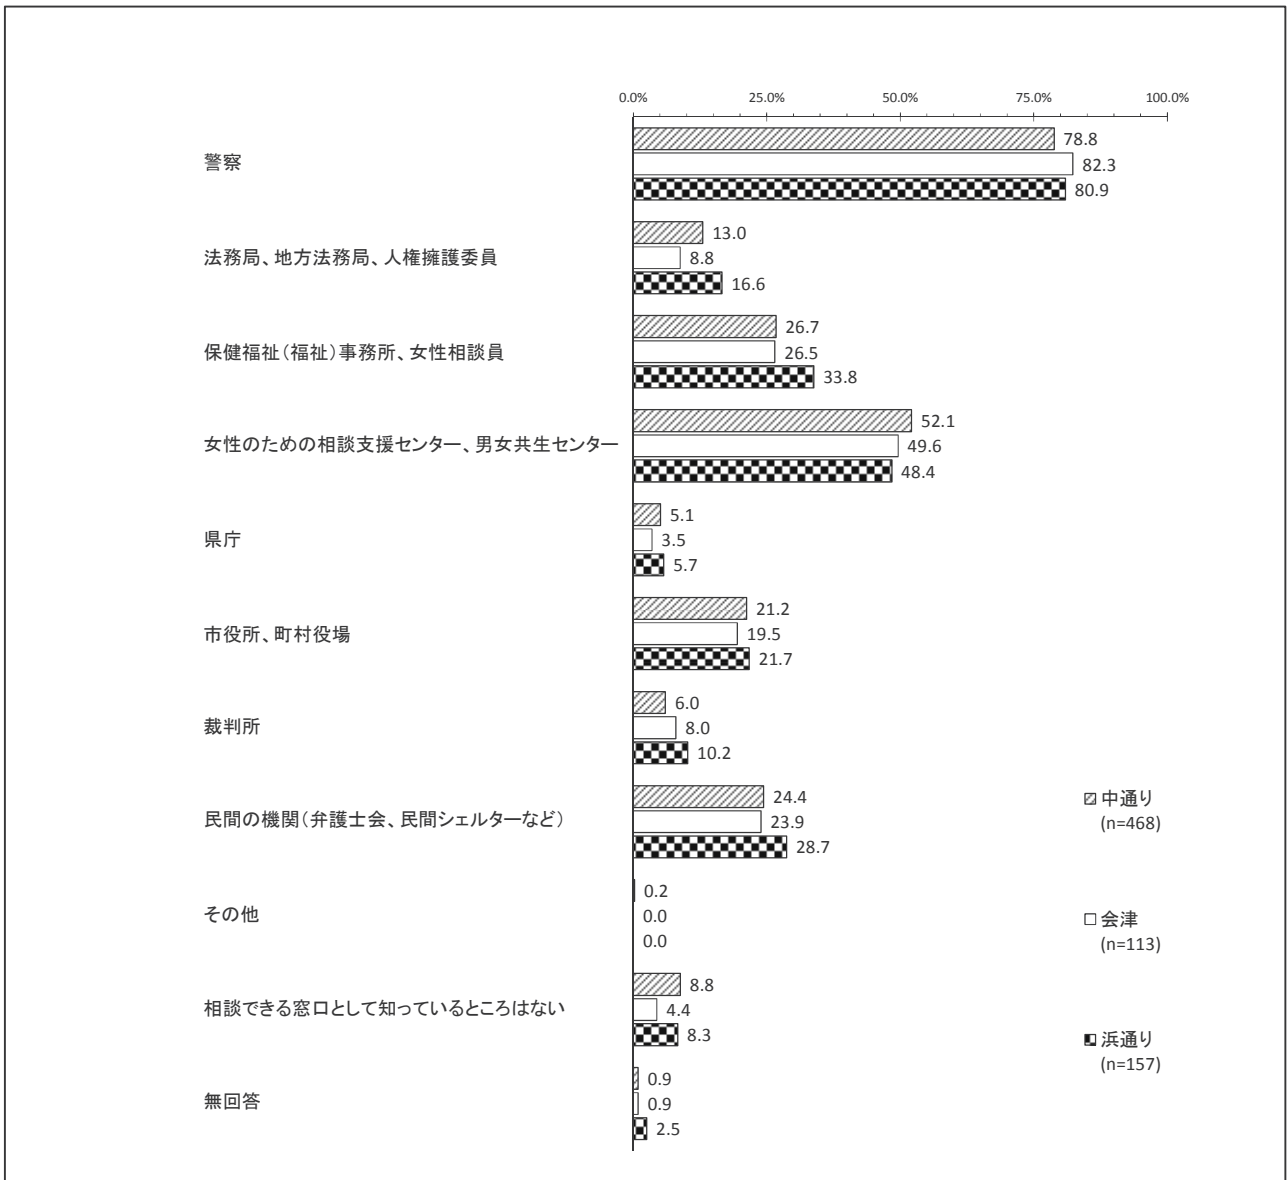 0.0% 25.0% 50.0% 75.0% 100.0%
警察
78.8
82.3
80.9
法務局、地方法務局、人権擁護委員
13.0
8.8
16.6
保健福祉(福祉)事務所、女性相談員
26.7
26.5
33.8
女性のための相談支援センター、男女共生センター
52.1
49.6
48.4
県庁
5.1
3.5
5.7
市役所、町村役場
21.2
19.5
21.7
裁判所
6.0
8.0
10.2
民間の機関(弁護士会、民間シェルターなど)
24.4
23.9
28.7
その他
0.2
0.0
0.0
相談できる窓口として知っているところはない
8.8
4.4
8.3
無回答
0.9
0.9
2.5
中通り
(n=468)
会津
(n=113)
浜通り
(n=157)